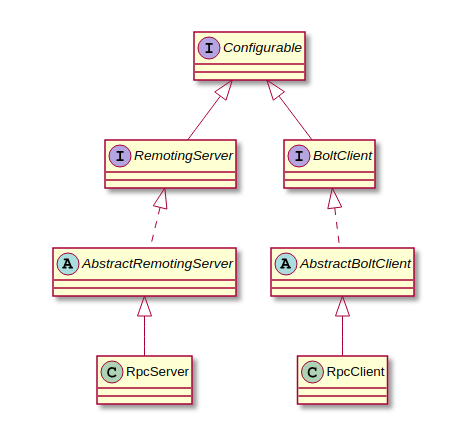 I Configurable
I RemotingServer
I BoltClient
A AbstractRemotingServer
A AbstractBoltClient
C RpcServer
C RpcClient